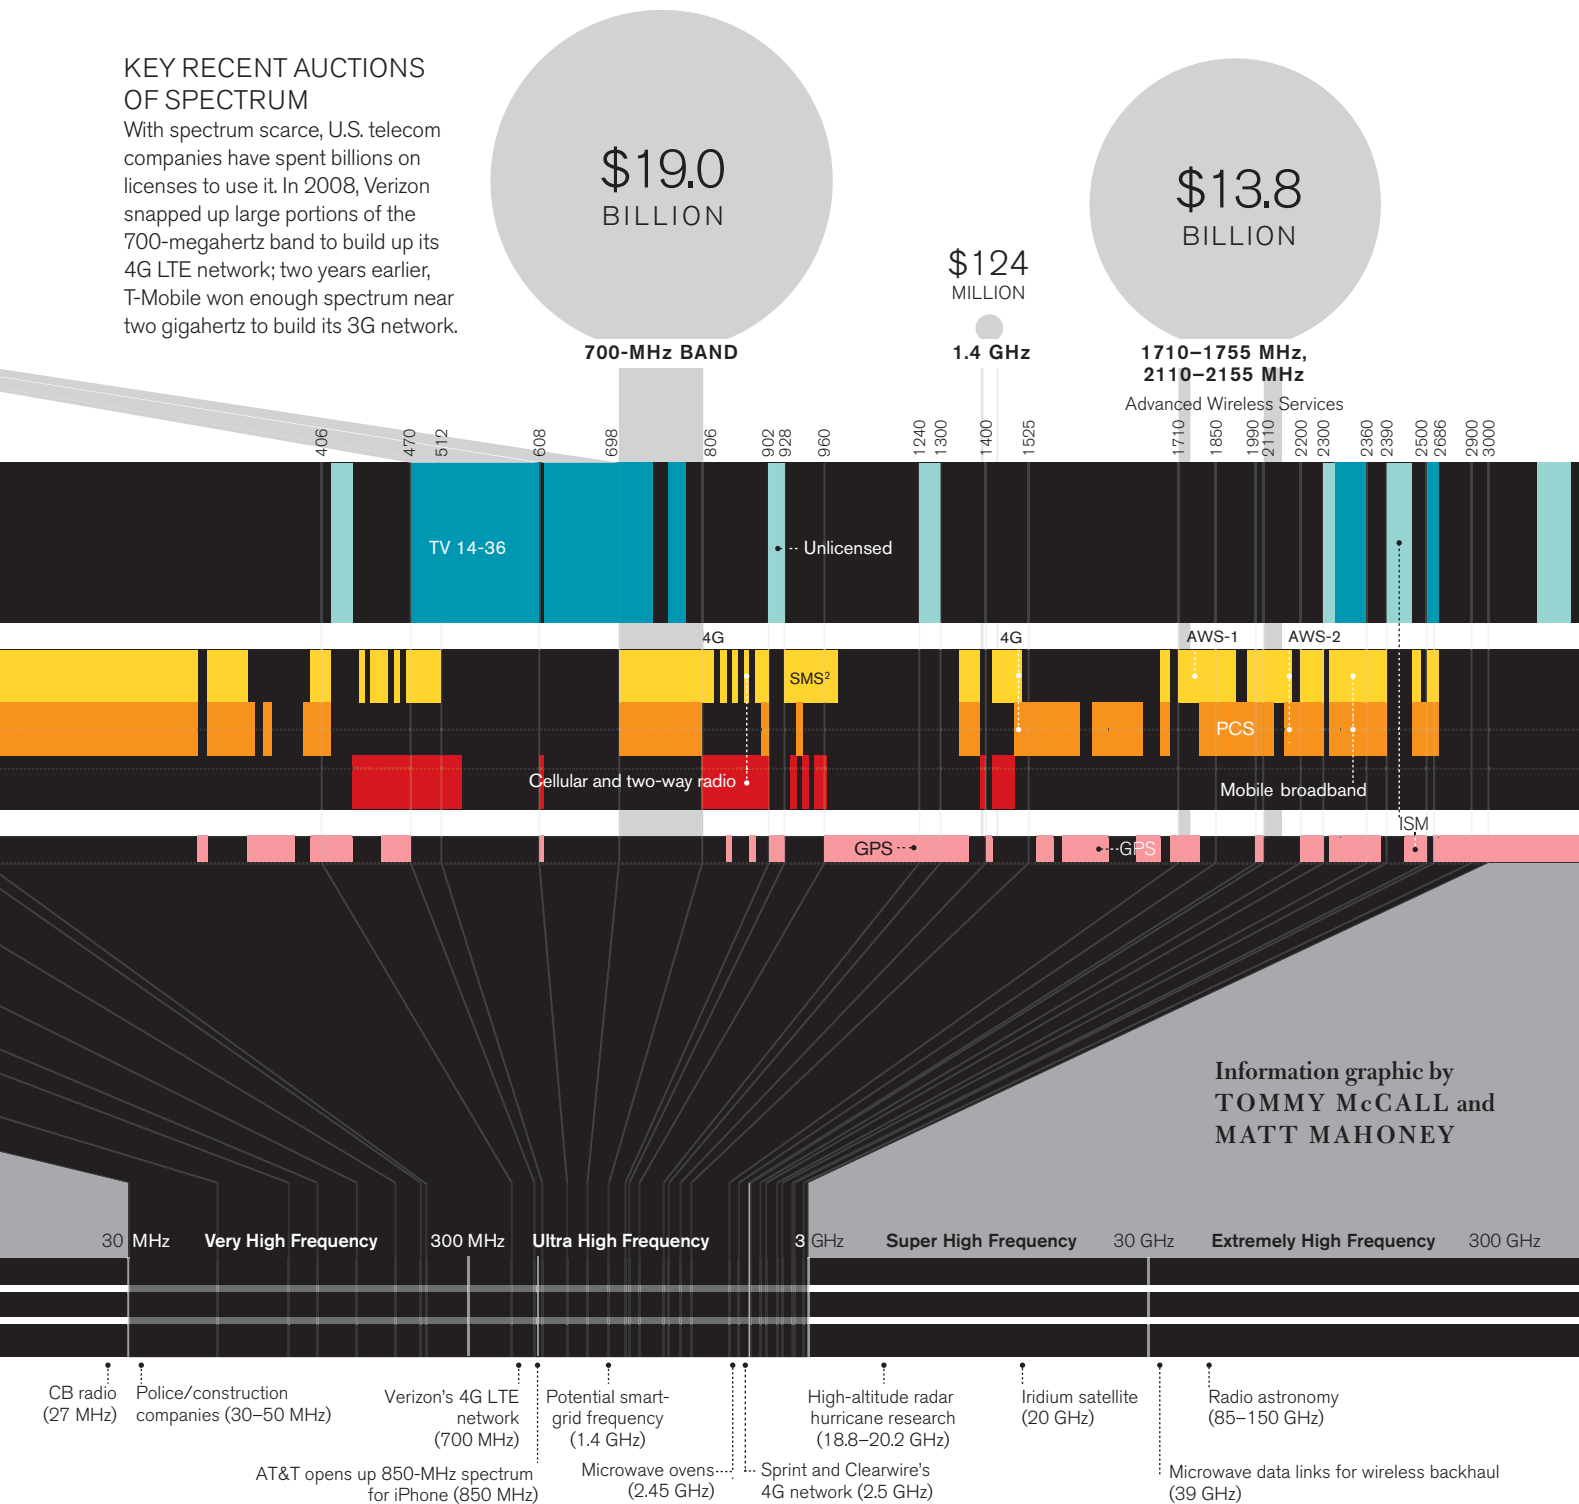 KEY RECENT AUCTIONS
OF SPECTRUM
With spectrum scarce, U.S. telecom
companies have spent billions on
licenses to use it. In 2008, Verizon
snapped up large portions of the
700-megahertz band to build up its
4G LTE network; two years earlier,
T-Mobile won enough spectrum near
two gigahertz to build its 3G network.
$19.0
BILLION
700-MHz BAND
$124
MILLION
1.4 GHz
$13.8
BILLION
1710–1755 MHz,
2110–2155 MHz
Advanced Wireless Services
406
470
512
608
698
806
902
928
960
1240
1300
1400
1525
1710
1850
1990
2110
2200
2300
2360
2390
2500
2686
2900
3000
TV 14-36
Unlicensed
4G
4G
AWS-1
AWS-2
SMS²
PCS
Cellular and two-way radio
Mobile broadband
ISM
GPS
GPS
Information graphic by
TOMMY McCALL and
MATT MAHONEY
30 MHz
Very High Frequency
300 MHz
Ultra High Frequency
3 GHz
Super High Frequency
30 GHz
Extremely High Frequency
300 GHz
CB radio
(27 MHz)
Police/construction
companies (30–50 MHz)
Verizon’s 4G LTE
network
(700 MHz)
AT&T opens up 850-MHz spectrum
for iPhone (850 MHz)
Potential smart-
grid frequency
(1.4 GHz)
Microwave ovens
(2.45 GHz)
Sprint and Clearwire’s
4G network (2.5 GHz)
High-altitude radar
hurricane research
(18.8–20.2 GHz)
Iridium satellite
(20 GHz)
Microwave data links for wireless backhaul
(39 GHz)
Radio astronomy
(85–150 GHz)